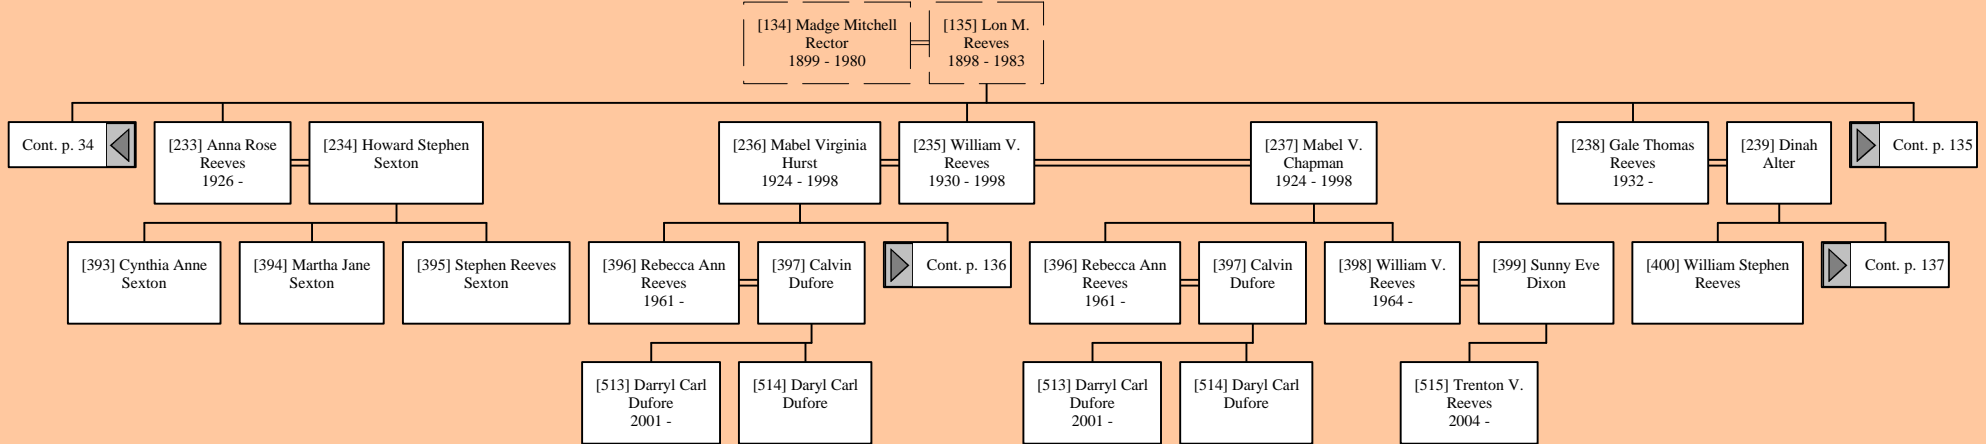 [134] Madge Mitchell
Rector
1899 - 1980
[135] Lon M.
Reeves
1898 - 1983
Cont. p. 34
[233] Anna Rose
Reeves
1926 -
[234] Howard Stephen
Sexton
[236] Mabel Virginia
Hurst
1924 - 1998
[235] William V.
Reeves
1930 - 1998
[237] Mabel V.
Chapman
1924 - 1998
[238] Gale Thomas
Reeves
1932 -
[239] Dinah
Alter
Cont. p. 135
[393] Cynthia Anne
Sexton
[394] Martha Jane
Sexton
[395] Stephen Reeves
Sexton
[396] Rebecca Ann
Reeves
1961 -
[397] Calvin
Dufore
Cont. p. 136
[396] Rebecca Ann
Reeves
1961 -
[397] Calvin
Dufore
[398] William V.
Reeves
1964 -
[399] Sunny Eve
Dixon
[400] William Stephen
Reeves
Cont. p. 137
[513] Darryl Carl
Dufore
2001 -
[514] Daryl Carl
Dufore
[513] Darryl Carl
Dufore
2001 -
[514] Daryl Carl
Dufore
[515] Trenton V.
Reeves
2004 -